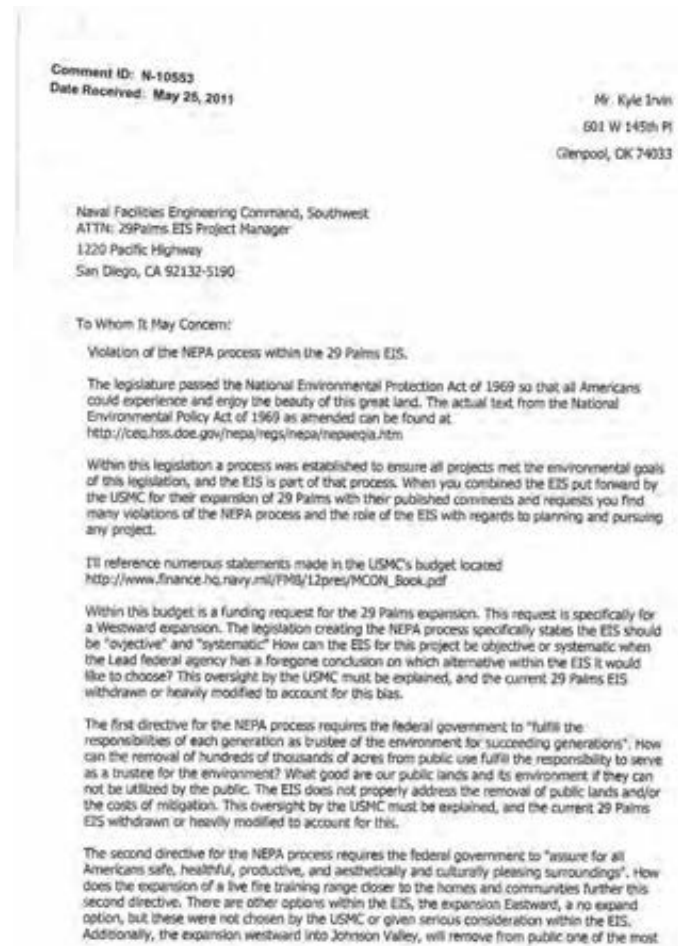 Comment ID: N-10553
Date Received: May 25, 2011
Mr. Kyle Irvin
601 W 145th Pl
Glenpool, OK 74033
Naval Facilities Engineering Command, Southwest
ATTN: 29Palms EIS Project Manager
1220 Pacific Highway
San Diego, CA 92132-5190
To Whom It May Concern:
Violation of the NEPA process within the 29 Palms EIS.
The legislature passed the National Environmental Protection Act of 1969 so that all Americans
could experience and enjoy the beauty of this great land. The actual text from the National
Environmental Policy Act of 1969 as amended can be found at
http://ceq.hss.doe.gov/nepa/regs/nepa/nepaeqia.htm
Within this legislation a process was established to ensure all projects met the environmental goals
of this legislation, and the EIS is part of that process. When you combined the EIS put forward by
the USMC for their expansion of 29 Palms with their published comments and requests you find
many violations of the NEPA process and the role of the EIS with regards to planning and pursuing
any project.
I'll reference numerous statements made in the USMC's budget located
http://www.finance.hq.navy.mil/FMB/12pres/MCON_Book.pdf
Within this budget is a funding request for the 29 Palms expansion. This request is specifically for
a Westward expansion. The legislation creating the NEPA process specifically states the EIS should
be "ovjective" and "systematic" How can the EIS for this project be objective or systematic when
the Lead federal agency has a foregone conclusion on which alternative within the EIS it would
like to choose? This oversight by the USMC must be explained, and the current 29 Palms EIS
withdrawn or heavily modified to account for this bias.
The first directive for the NEPA process requires the federal government to "fulfill the
responsibilities of each generation as trustee of the environment for succeeding generations". How
can the removal of hundreds of thousands of acres from public use fulfill the responsibility to serve
as a trustee for the environment? What good are our public lands and its environment if they can
not be utilized by the public. The EIS does not properly address the removal of public lands and/or
the costs of mitigation. This oversight by the USMC must be explained, and the current 29 Palms
EIS withdrawn or heavily modified to account for this.
The second directive for the NEPA process requires the federal government to "assure for all
Americans safe, healthful, productive, and aesthetically and culturally pleasing surroundings". How
does the expansion of a live fire training range closer to the homes and communities further this
second directive. There are other options within the EIS, the expansion Eastward, a no expand
option, but these were not chosen by the USMC or given serious consideration within the EIS.
Additionally, the expansion westward into Johnson Valley, will remove from public one of the most